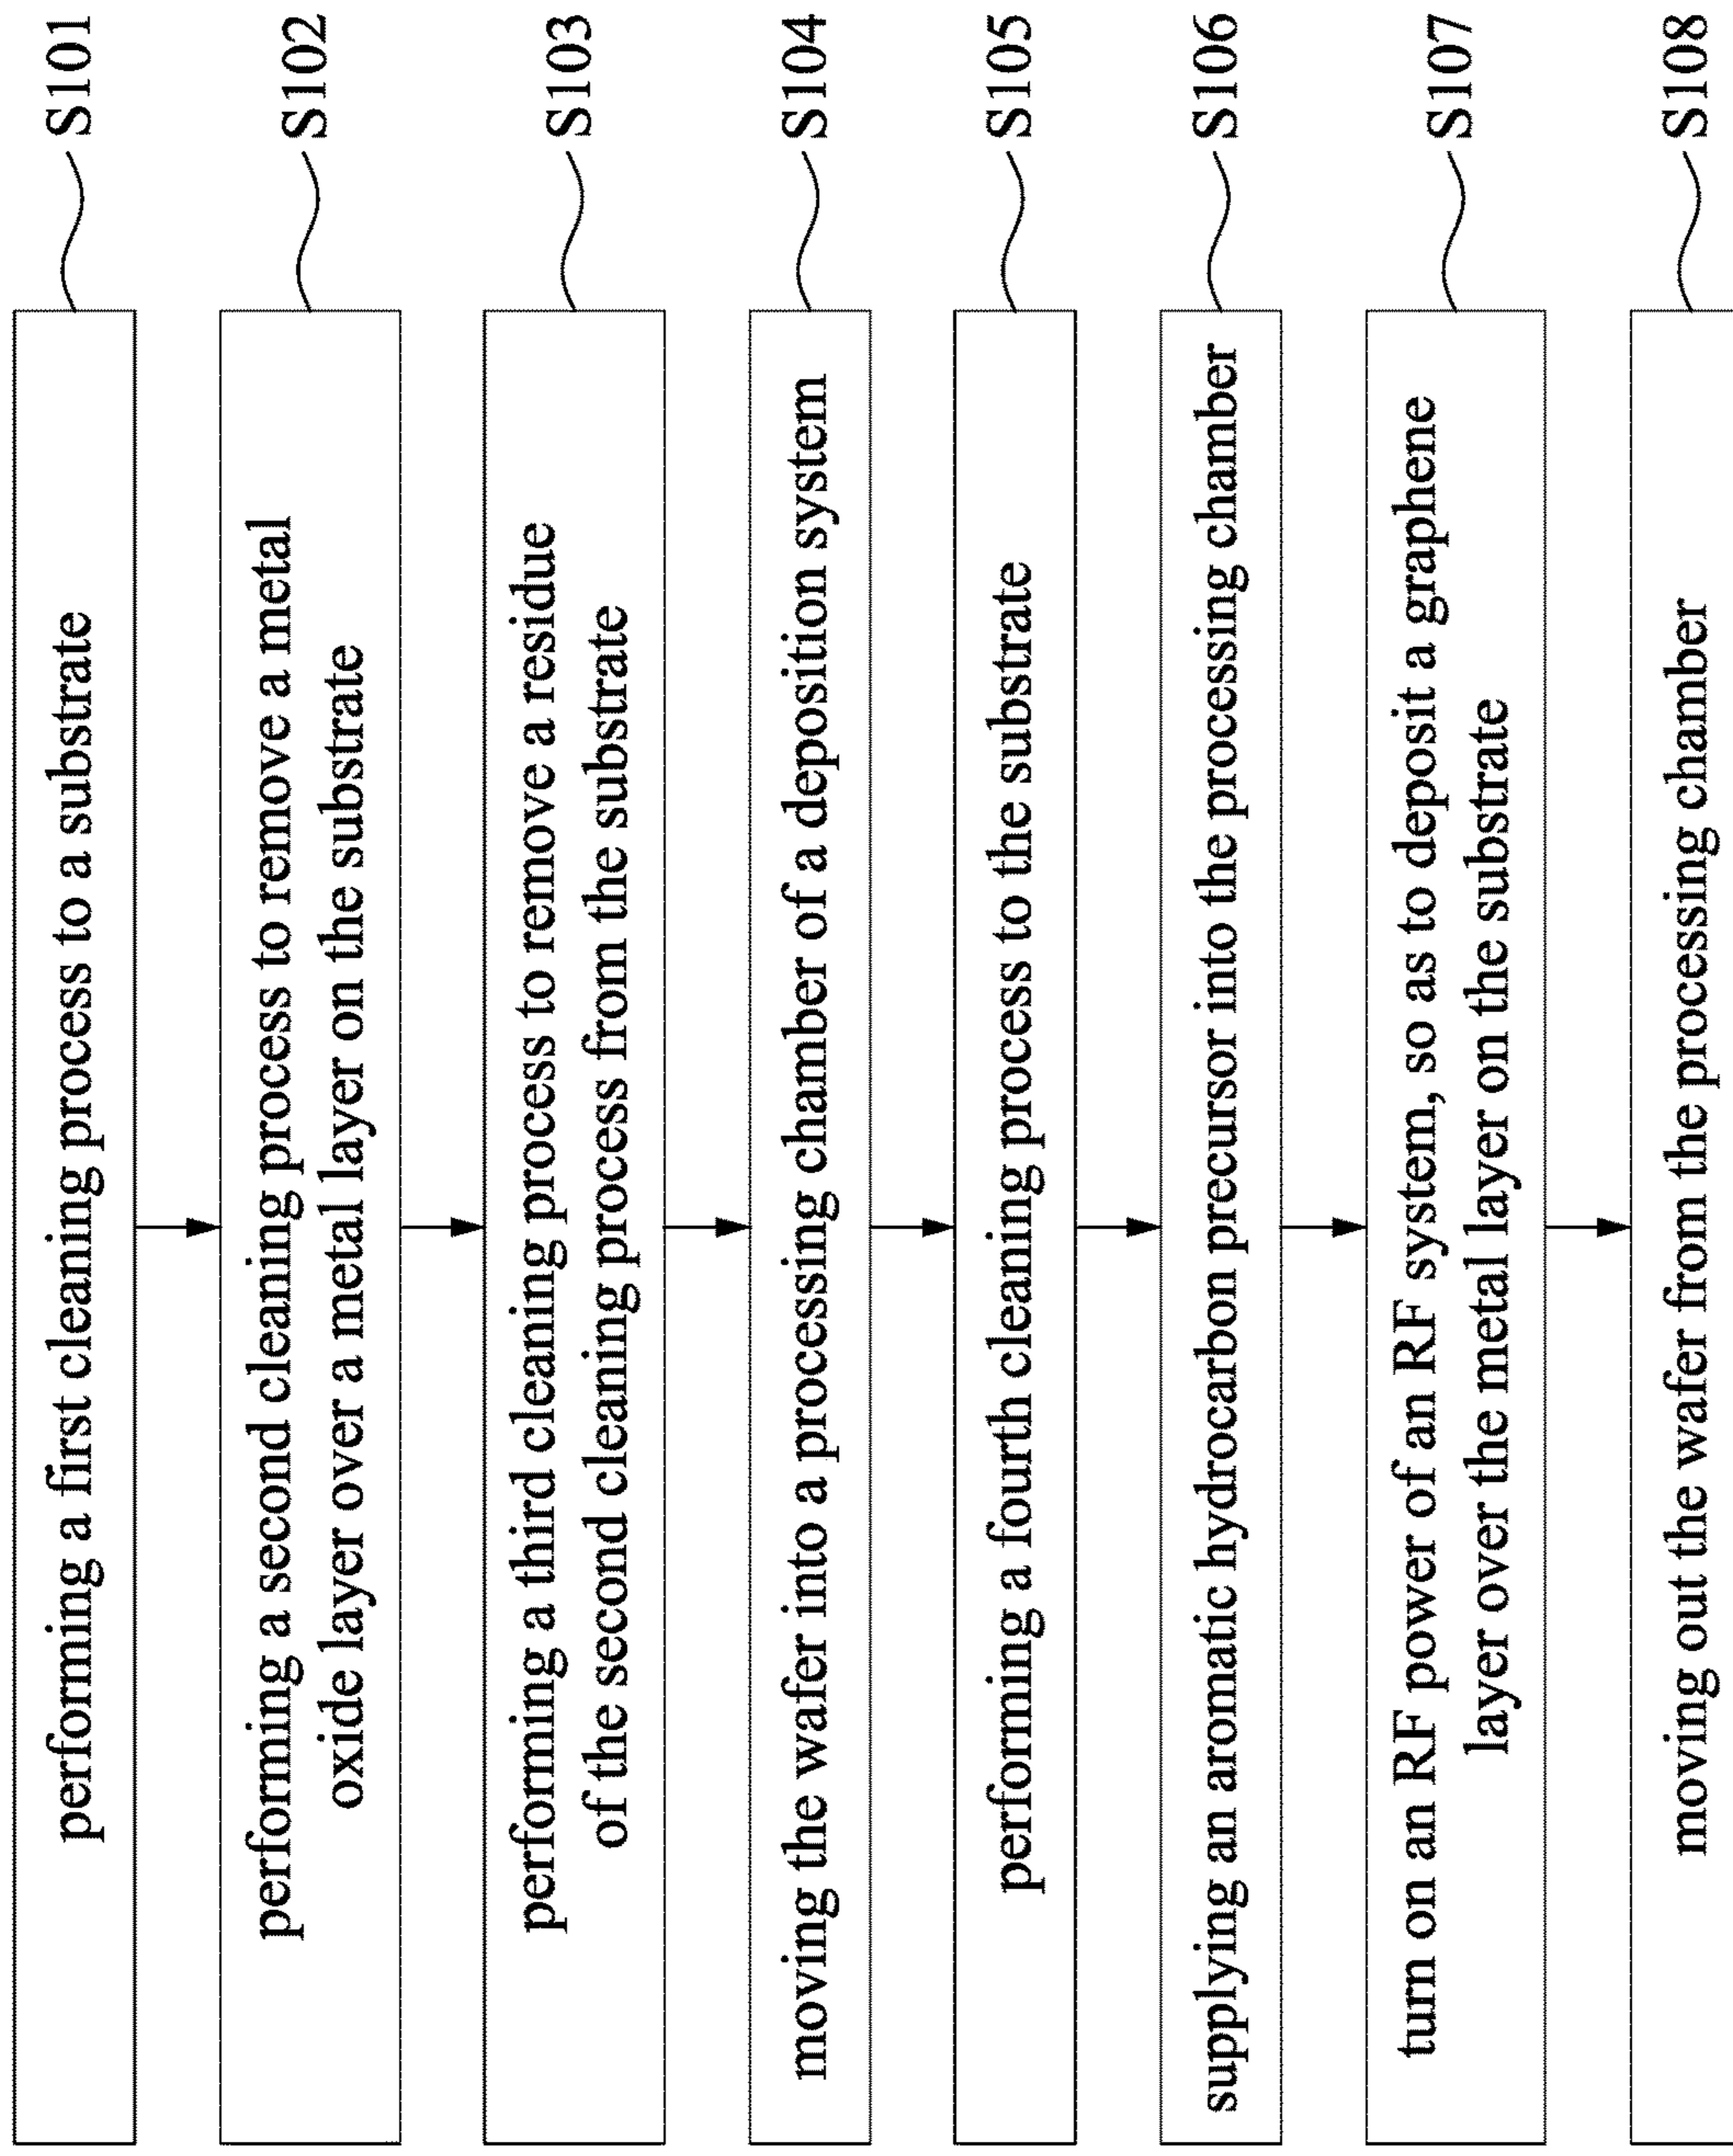 performing a first cleaning process to a substrate
S101
performing a second cleaning process to remove a metal
oxide layer over a metal layer on the substrate
S102
performing a third cleaning process to remove a residue
of the second cleaning process from the substrate
S103
moving the wafer into a processing chamber of a deposition system
S104
performing a fourth cleaning process to the substrate
S105
supplying an aromatic hydrocarbon precursor into the processing chamber
S106
turn on an RF power of an RF system, so as to deposit a graphene
layer over the metal layer on the substrate
S107
moving out the wafer from the processing chamber
S108